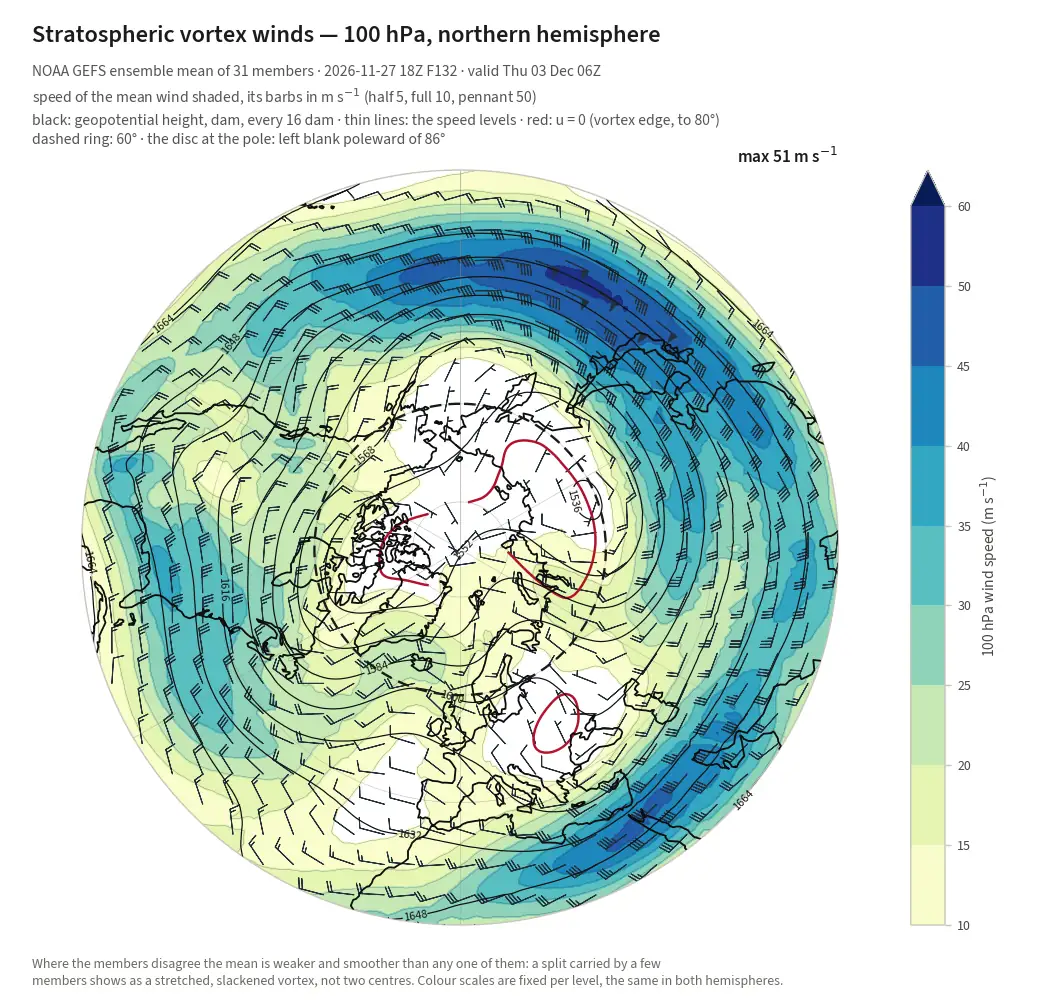 Stratospheric vortex winds — 100 hPa, northern hemisphere
NOAA GEFS ensemble mean of 31 members · 2026-11-27 18Z F132 · valid Thu 03 Dec 06Z
speed of the mean wind shaded, its barbs in m s⁻¹ (half 5, full 10, pennant 50)
black: geopotential height, dam, every 16 dam · thin lines: the speed levels · red: u = 0 (vortex edge, to 80°)
dashed ring: 60° · the disc at the pole: left blank poleward of 86°
max 51 m s⁻¹
60
50
45
40
35
30
25
20
15
10
100 hPa wind speed (m s⁻¹)
1664
1664
1648
1568
1536
1552
1616
1584
1632
1664
1648
Where the members disagree the mean is weaker and smoother than any one of them: a split carried by a few
members shows as a stretched, slackened vortex, not two centres. Colour scales are fixed per level, the same in both hemispheres.